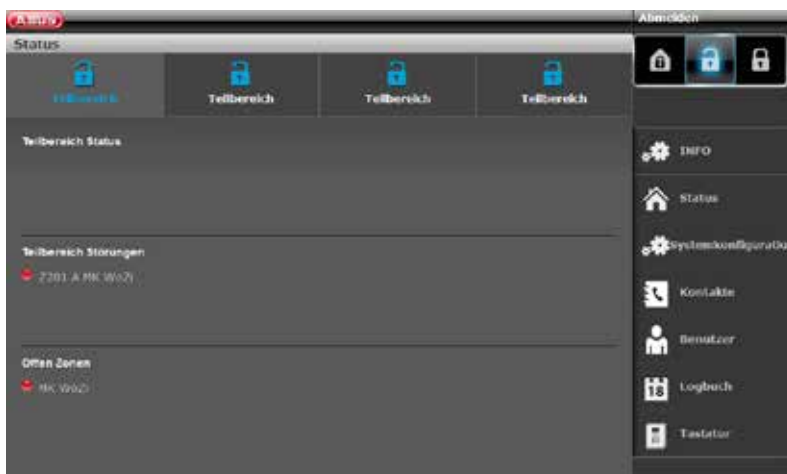 ABUS
Abmelden
Status
Teilbereich
Teilbereich
Teilbereich
Teilbereich
Teilbereich Status
Teilbereich Störungen
Z201 A MK WoZi
Offen Zonen
MK WoZi
INFO
Status
Systemkonfiguratio
Kontakte
Benutzer
18 Logbuch
Tastatur